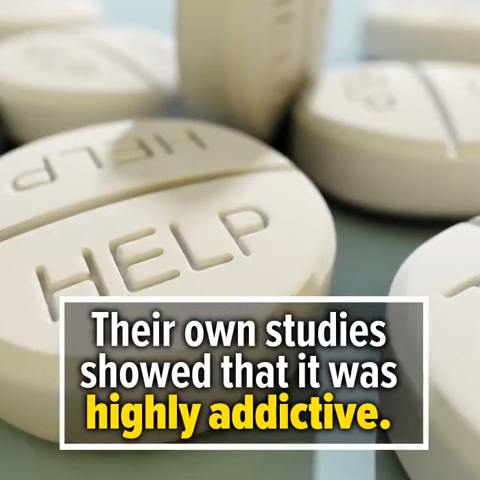 HELP
HELP
Their own studies
showed that it was
highly addictive.